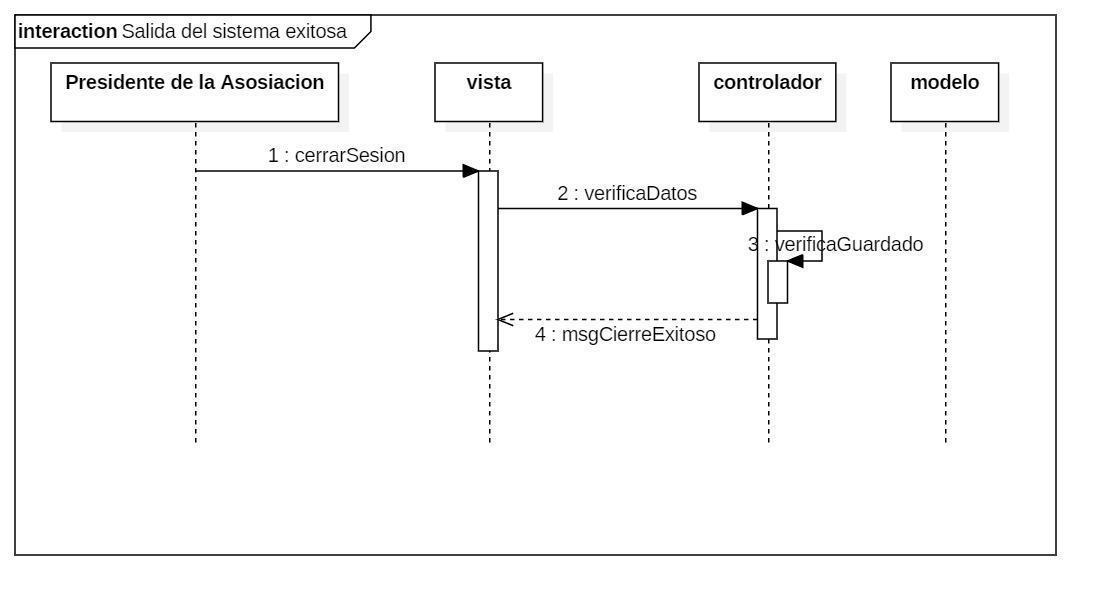 interaction Salida del sistema exitosa
Presidente de la Asosiacion
vista
controlador
modelo
1 : cerrarSesion
2 : verificaDatos
3 : verificaGuardado
4 : msgCierreExitoso